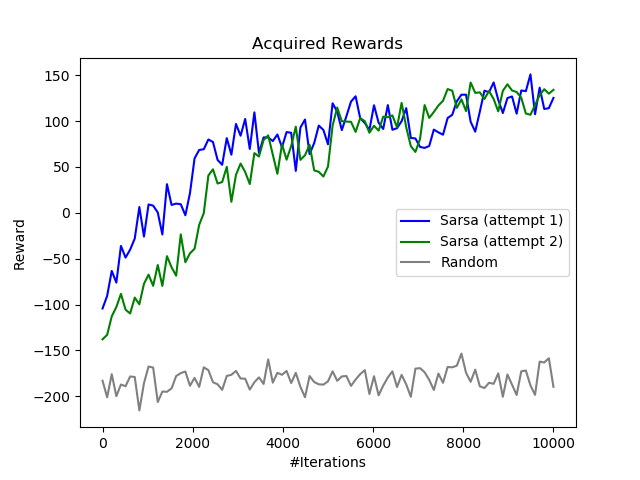 Acquired Rewards
Reward
150
100
50
0
−50
−100
−150
−200
Sarsa (attempt 1)
Sarsa (attempt 2)
Random
0 2000 4000 6000 8000 10000
#Iterations